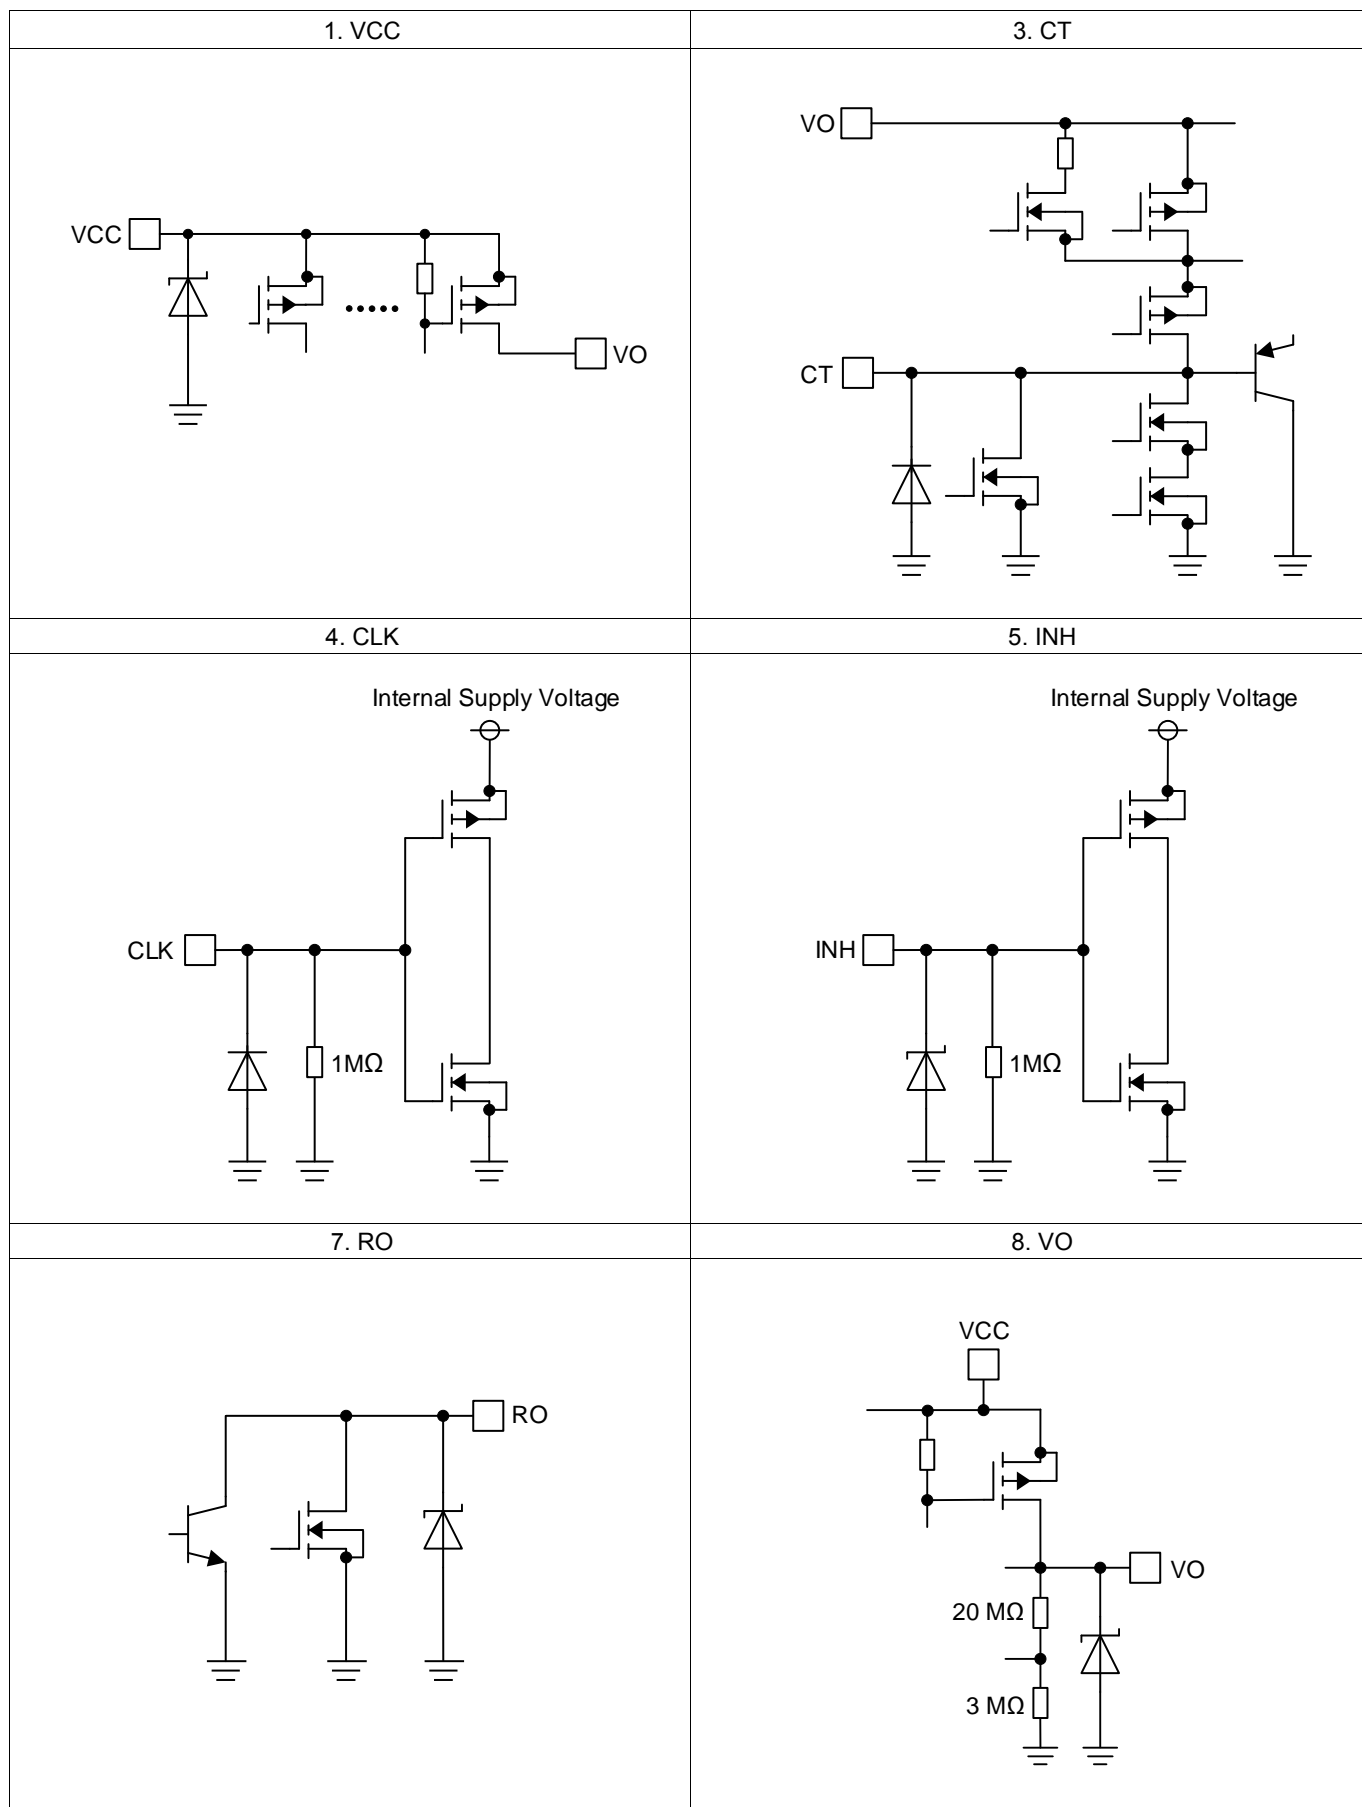 1. VCC
3. CT
VO
VCC
VO
CT
4. CLK
5. INH
Internal Supply Voltage
Internal Supply Voltage
CLK
1MΩ
INH
1MΩ
7. RO
8. VO
VCC
RO
VO
20 MΩ
3 MΩ